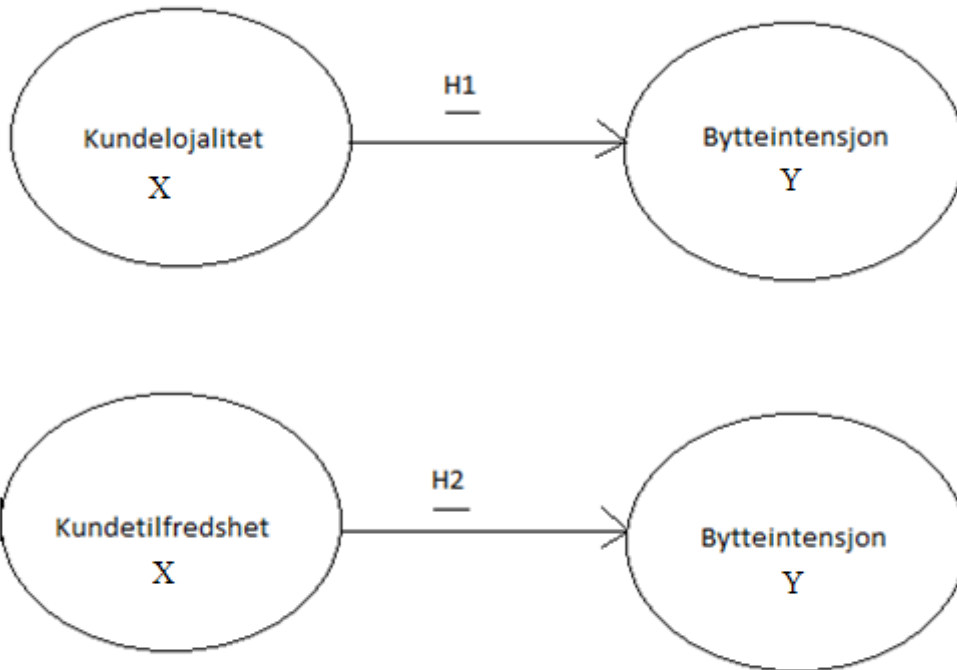 H1
—
Kundelojalitet
Bytteintensjon
X
Y
H2
—
Kundetilfredshet
Bytteintensjon
X
Y